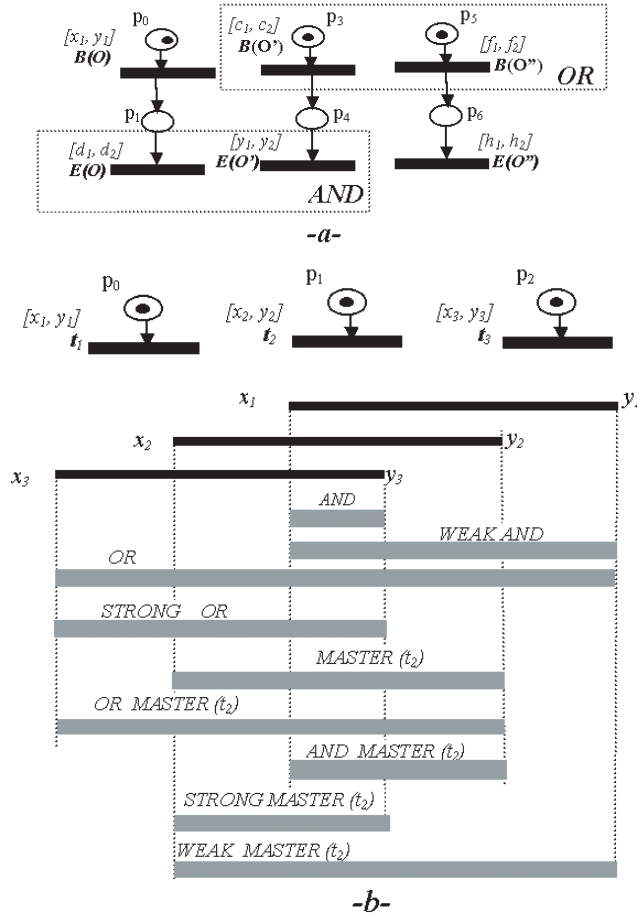 p0 p3 p5
[x1, y1] [c1, c2] [f1, f2]
B(O) B(O') B(O") OR
p1 p4 p6
[d1, d2] [y1, y2] [h1, h2]
E(O) E(O') E(O")
AND
-a-
p0 p1 p2
[x1, y1] [x2, y2] [x3, y3]
t1 t2 t3
x1 y1
x2 y2
x3 y3
AND
WEAK AND
OR
STRONG OR
MASTER (t2)
OR MASTER (t2)
AND MASTER (t2)
STRONG MASTER (t2)
WEAK MASTER (t2)
-b-